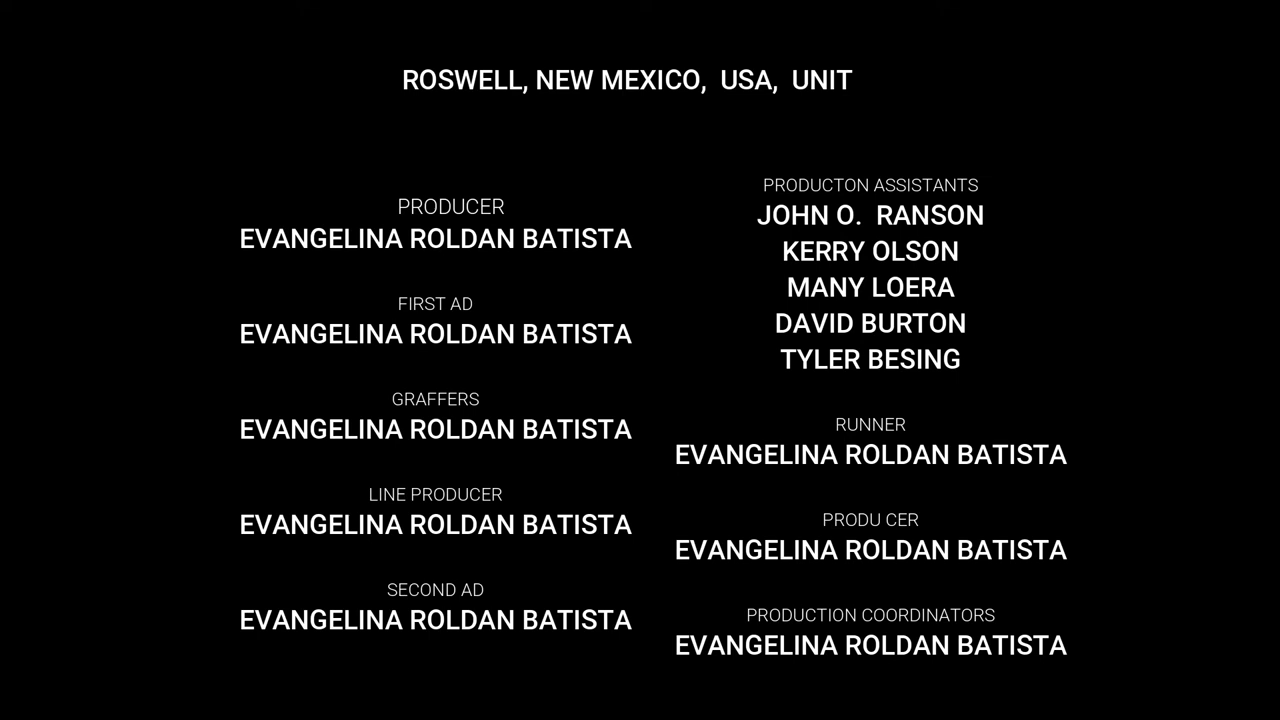 ROSWELL, NEW MEXICO, USA, UNIT
PRODUCER
EVANGELINA ROLDAN BATISTA
FIRST AD
EVANGELINA ROLDAN BATISTA
GRAFFERS
EVANGELINA ROLDAN BATISTA
LINE PRODUCER
EVANGELINA ROLDAN BATISTA
SECOND AD
EVANGELINA ROLDAN BATISTA
PRODUCTON ASSISTANTS
JOHN O. RANSON
KERRY OLSON
MANY LOERA
DAVID BURTON
TYLER BESING
RUNNER
EVANGELINA ROLDAN BATISTA
PRODU CER
EVANGELINA ROLDAN BATISTA
PRODUCTION COORDINATORS
EVANGELINA ROLDAN BATISTA